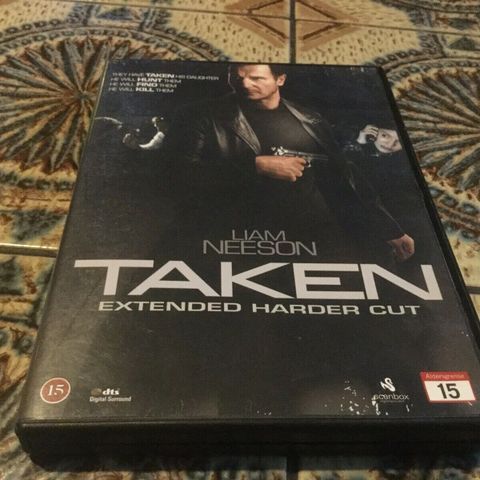 THEY HAVE TAKEN HIS DAUGHTER
HE WILL HUNT THEM
HE WILL FIND THEM
HE WILL KILL THEM
LIAM
NEESON
TAKEN
EXTENDED HARDER CUT
15
dts
Digital Surround
scanbox
Aldersgrense
15